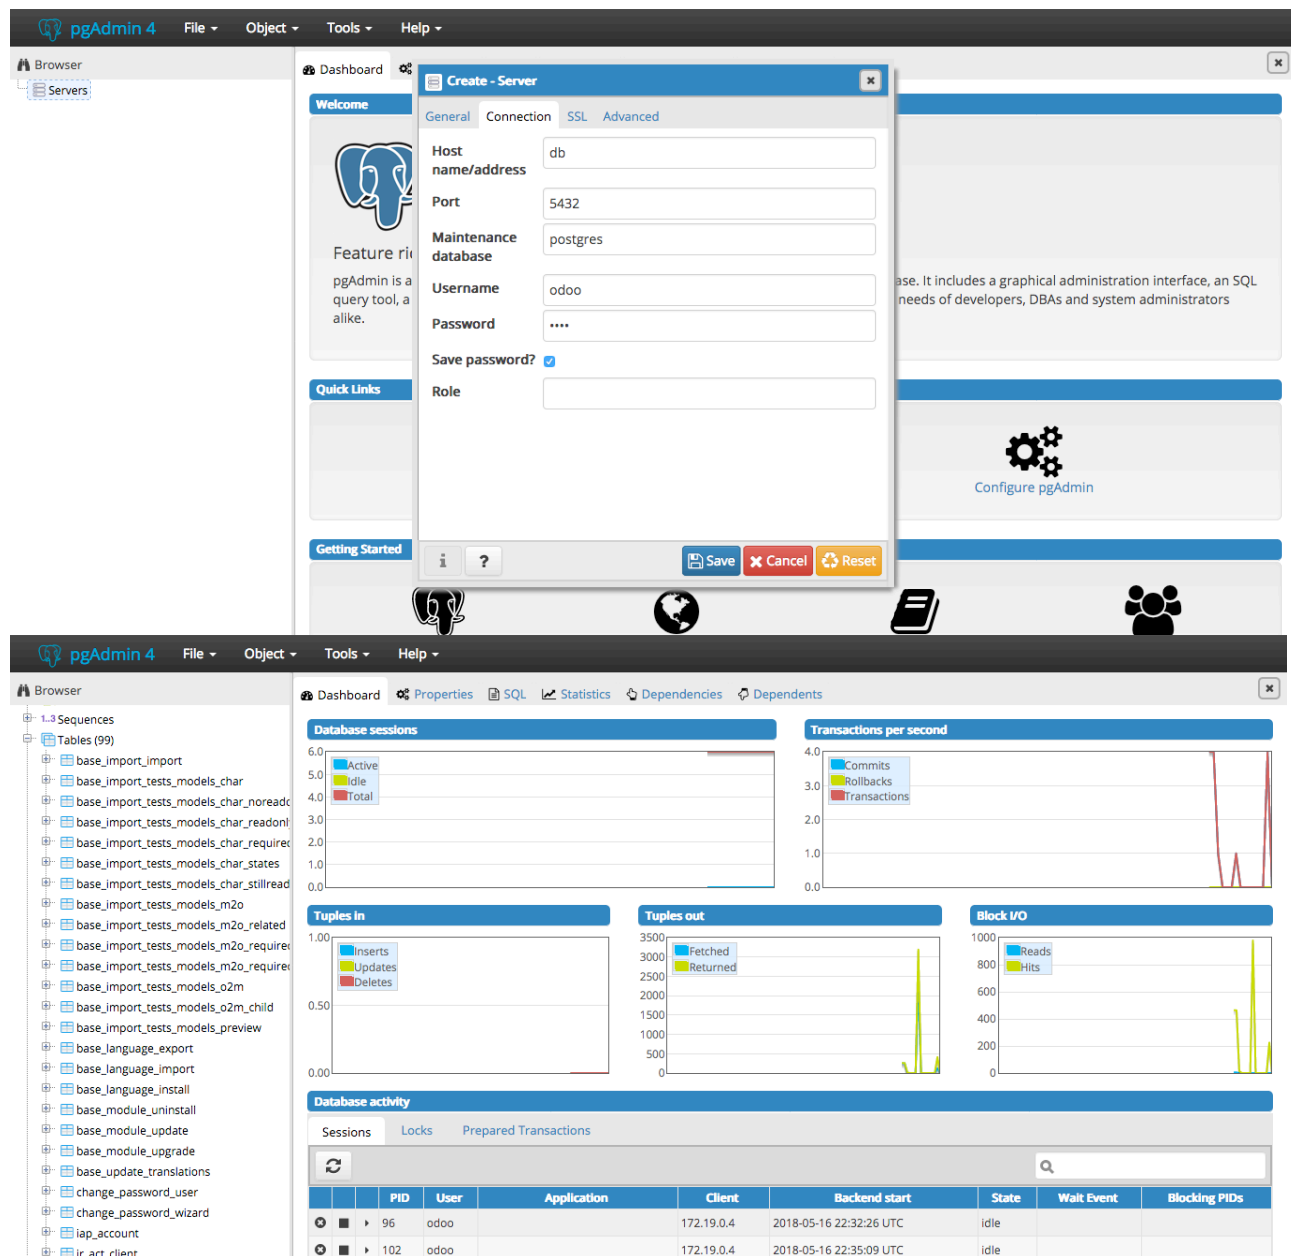 pgAdmin 4 File Object Tools Help
Browser
Servers
Dashboard
Welcome
Feature ri
pgAdmin is a
query tool, a
alike.
ase. It includes a graphical administration interface, an SQL
needs of developers, DBAs and system administrators
Quick Links
Configure pgAdmin
Getting Started
Create - Server
General Connection SSL Advanced
Host
name/address
db
Port 5432
Maintenance
database
postgres
Username odoo
Password ••••
Save password?
Role
i ? Save Cancel Reset
pgAdmin 4 File Object Tools Help
Browser
1..3 Sequences
Tables (99)
base_import_import
base_import_tests_models_char
base_import_tests_models_char_noreado
base_import_tests_models_char_readonl
base_import_tests_models_char_required
base_import_tests_models_char_states
base_import_tests_models_char_stillread
base_import_tests_models_m2o
base_import_tests_models_m2o_related
base_import_tests_models_m2o_required
base_import_tests_models_m2o_required
base_import_tests_models_o2m
base_import_tests_models_o2m_child
base_import_tests_models_preview
base_language_export
base_language_import
base_language_install
base_module_uninstall
base_module_update
base_module_upgrade
base_update_translations
change_password_user
change_password_wizard
iap_account
ir_act_client
Dashboard Properties SQL Statistics Dependencies Dependents
Database sessions
6.0
5.0
4.0
3.0
2.0
1.0
0.0
Active
Idle
Total
Transactions per second
4.0
3.0
2.0
1.0
0.0
Commits
Rollbacks
Transactions
Tuples in
1.00
0.50
0.00
Inserts
Updates
Deletes
Tuples out
3500
3000
2500
2000
1500
1000
500
0
Fetched
Returned
Block I/O
1000
800
600
400
200
0
Reads
Hits
Database activity
Sessions Locks Prepared Transactions
PID User Application Client Backend start State Wait Event Blocking PIDs
96 odoo 172.19.0.4 2018-05-16 22:32:26 UTC idle
102 odoo 172.19.0.4 2018-05-16 22:35:09 UTC idle